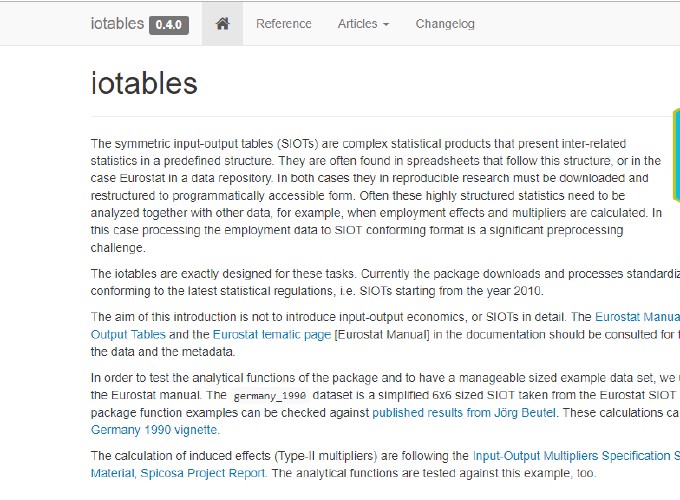 iotables 0.4.0 Reference Articles Changelog
iotables
The symmetric input-output tables (SIOTs) are complex statistical products that present inter-related
statistics in a predefined structure. They are often found in spreadsheets that follow this structure, or in the
case Eurostat in a data repository. In both cases they in reproducible research must be downloaded and
restructured to programmatically accessible form. Often these highly structured statistics need to be
analyzed together with other data, for example, when employment effects and multipliers are calculated. In
this case processing the employment data to SIOT conforming format is a significant preprocessing
challenge.
The iotables are exactly designed for these tasks. Currently the package downloads and processes standardiz
conforming to the latest statistical regulations, i.e. SIOTs starting from the year 2010.
The aim of this introduction is not to introduce input-output economics, or SIOTs in detail. The Eurostat Manua
Output Tables and the Eurostat tematic page [Eurostat Manual] in the documentation should be consulted for
the data and the metadata.
In order to test the analytical functions of the package and to have a manageable sized example data set, we
the Eurostat manual. The germany_1990 dataset is a simplified 6x6 sized SIOT taken from the Eurostat SIOT
package function examples can be checked against published results from Jörg Beutel. These calculations ca
Germany 1990 vignette.
The calculation of induced effects (Type-II multipliers) are following the Input-Output Multipliers Specification S
Material, Spicosa Project Report. The analytical functions are tested against this example, too.